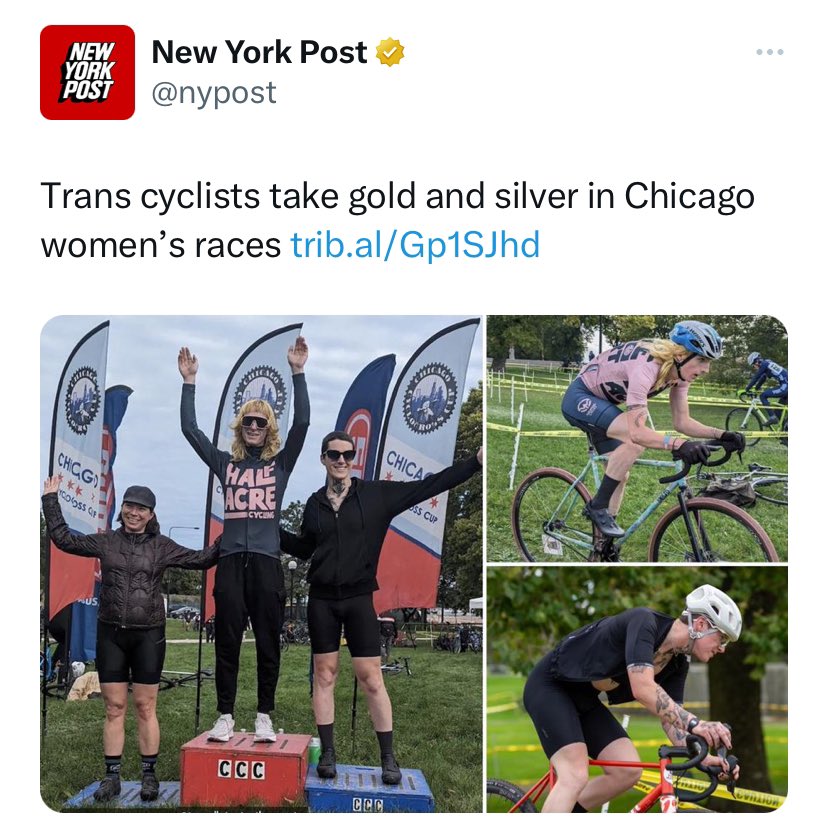 NEW
YORK
POST
New York Post
@nypost
Trans cyclists take gold and silver in Chicago
women’s races trib.al/Gp1SJhd
HALF
ACRE
CYCLING
CCC
CCC